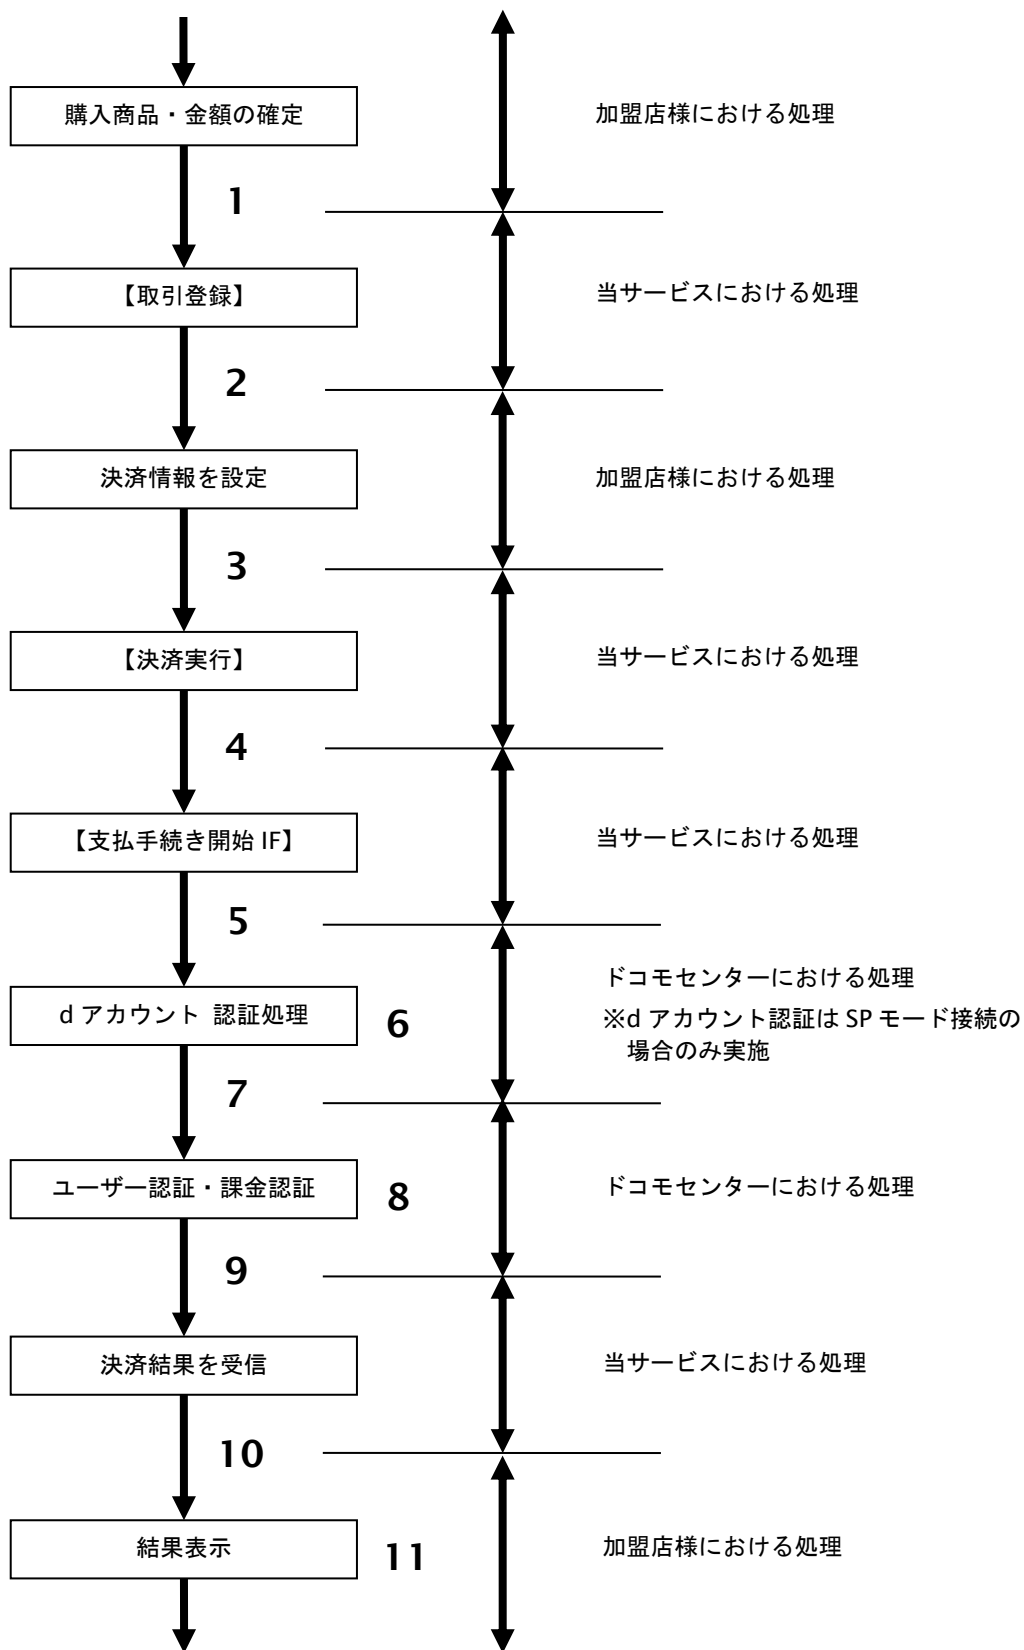 購入商品・金額の確定
加盟店様における処理
1
【取引登録】
当サービスにおける処理
2
決済情報を設定
加盟店様における処理
3
【決済実行】
当サービスにおける処理
4
【支払手続き開始 IF】
当サービスにおける処理
5
ドコモセンターにおける処理
d アカウント 認証処理
6
※d アカウント認証は SP モード接続の
場合のみ実施
7
ユーザー認証・課金認証
8
ドコモセンターにおける処理
9
決済結果を受信
当サービスにおける処理
10
結果表示
11
加盟店様における処理